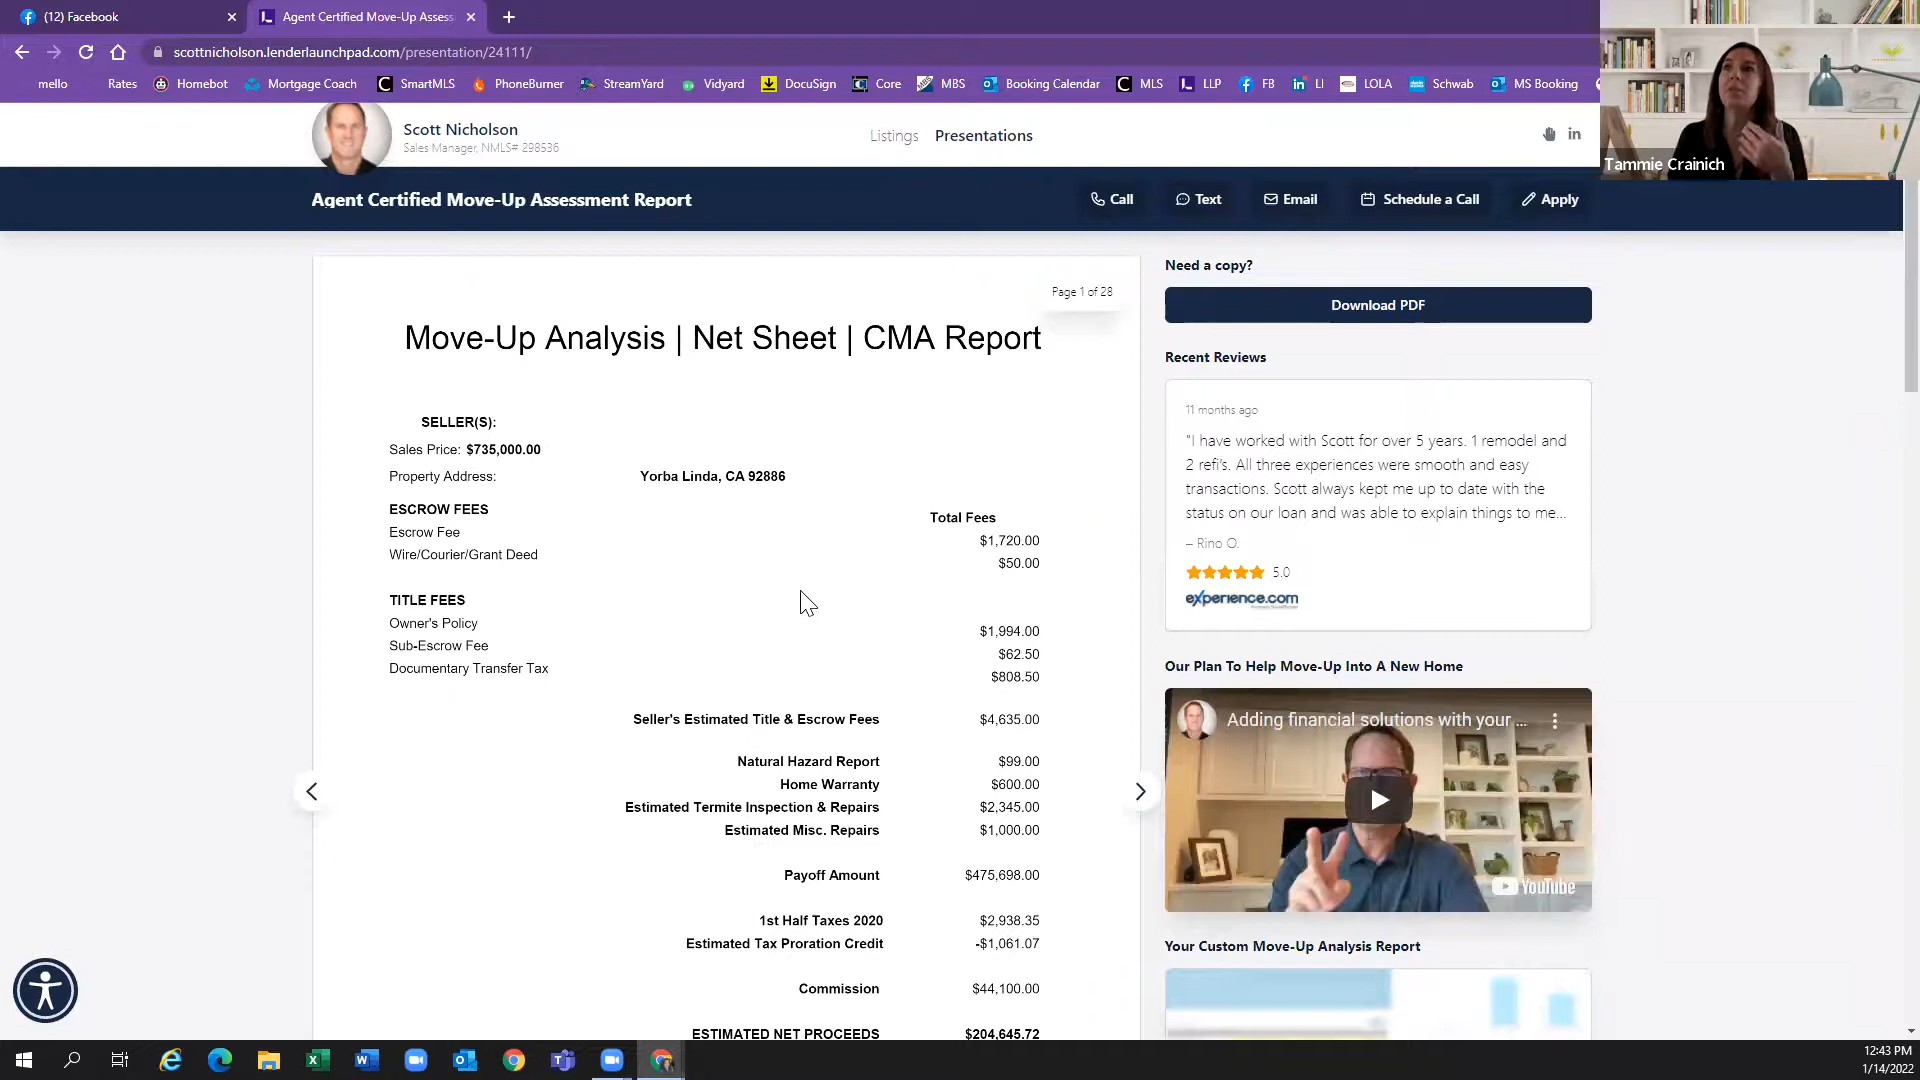 (12) Facebook
Agent Certified Move-Up Assess
scottnicholson.lenderlaunchpad.com/presentation/24111/
mello Rates Homebot Mortgage Coach SmartMLS PhoneBurner StreamYard Vidyard DocuSign Core MBS Booking Calendar MLS LLP FB LI LOLA Schwab MS Booking
Tammie Crainich
Scott Nicholson
Sales Manager, NMLS# 298536
Listings Presentations
Agent Certified Move-Up Assessment Report
Call Text Email Schedule a Call Apply
Page 1 of 28
Move-Up Analysis | Net Sheet | CMA Report
SELLER(S):
Sales Price: $735,000.00
Property Address: Yorba Linda, CA 92886
ESCROW FEES
Total Fees
Escrow Fee $1,720.00
Wire/Courier/Grant Deed $50.00
TITLE FEES
Owner's Policy $1,994.00
Sub-Escrow Fee $62.50
Documentary Transfer Tax $808.50
Seller's Estimated Title & Escrow Fees $4,635.00
Natural Hazard Report $99.00
Home Warranty $600.00
Estimated Termite Inspection & Repairs $2,345.00
Estimated Misc. Repairs $1,000.00
Payoff Amount $475,698.00
1st Half Taxes 2020 $2,938.35
Estimated Tax Proration Credit -$1,061.07
Commission $44,100.00
ESTIMATED NET PROCEEDS $204,645.72
Need a copy?
Download PDF
Recent Reviews
11 months ago
"I have worked with Scott for over 5 years. 1 remodel and
2 refi's. All three experiences were smooth and easy
transactions. Scott always kept me up to date with the
status on our loan and was able to explain things to me...
– Rino O.
5.0
experience.com
Our Plan To Help Move-Up Into A New Home
Adding financial solutions with your ...
YouTube
Your Custom Move-Up Analysis Report
12:43 PM
1/14/2022